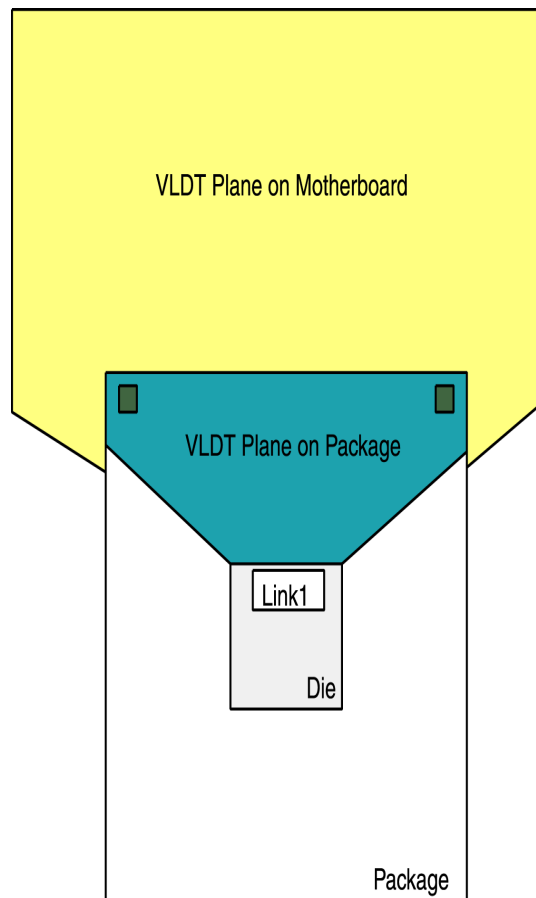 VLDT Plane on Motherboard
VLDT Plane on Package
Link1
Die
Package